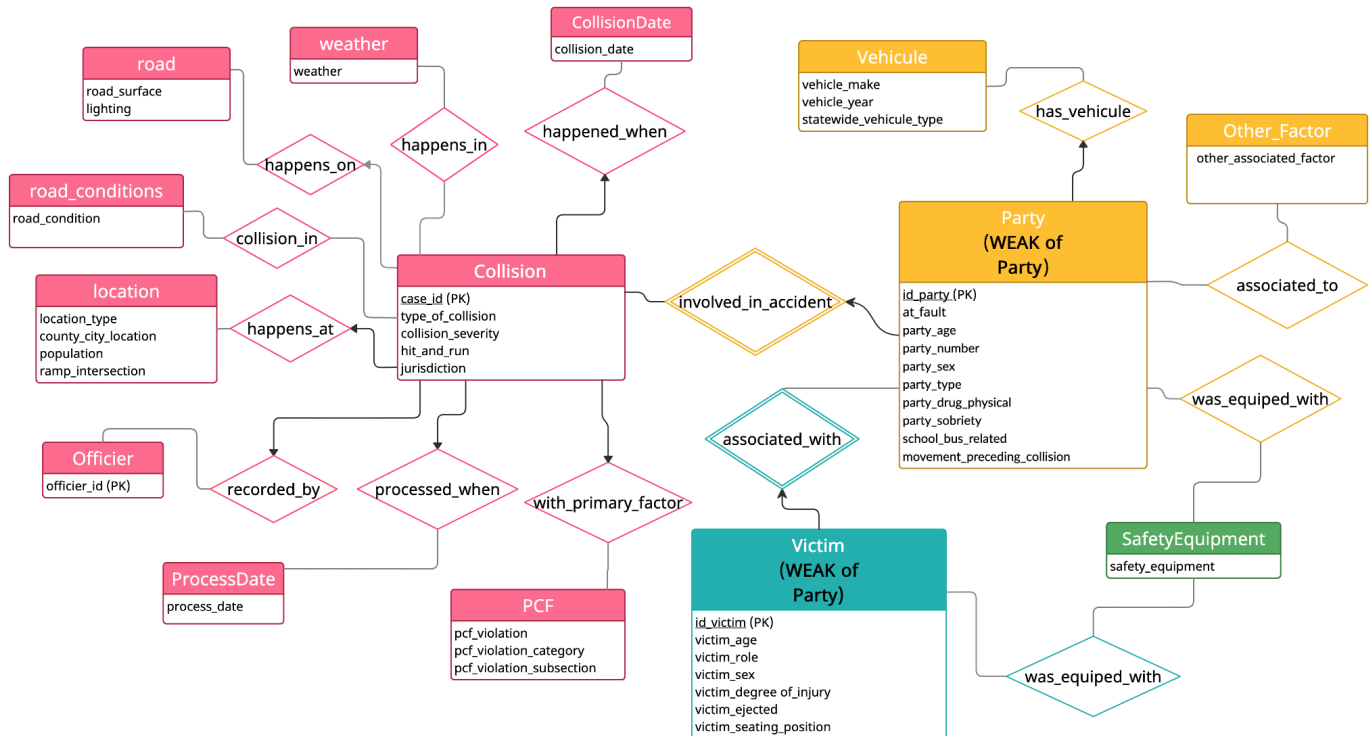 CollisionDate
collision_date
weather
weather
road
road_surface
lighting
Vehicule
vehicle_make
vehicle_year
statewide_vehicule_type
has_vehicule
happened_when
happens_in
happens_on
Other_Factor
other_associated_factor
road_conditions
road_condition
collision_in
Party
(WEAK of
Party)
id_party (PK)
at_fault
party_age
party_number
party_sex
party_type
party_drug_physical
party_sobriety
school_bus_related
movement_preceding_collision
Collision
case_id (PK)
type_of_collision
collision_severity
hit_and_run
jurisdiction
involved_in_accident
associated_to
location
location_type
county_city_location
population
ramp_intersection
happens_at
was_equiped_with
associated_with
Officier
officier_id (PK)
recorded_by
processed_when
with_primary_factor
SafetyEquipment
safety_equipment
Victim
(WEAK of
Party)
id_victim (PK)
victim_age
victim_role
victim_sex
victim_degree of_injury
victim_ejected
victim_seating_position
ProcessDate
process_date
PCF
pcf_violation
pcf_violation_category
pcf_violation_subsection
was_equiped_with